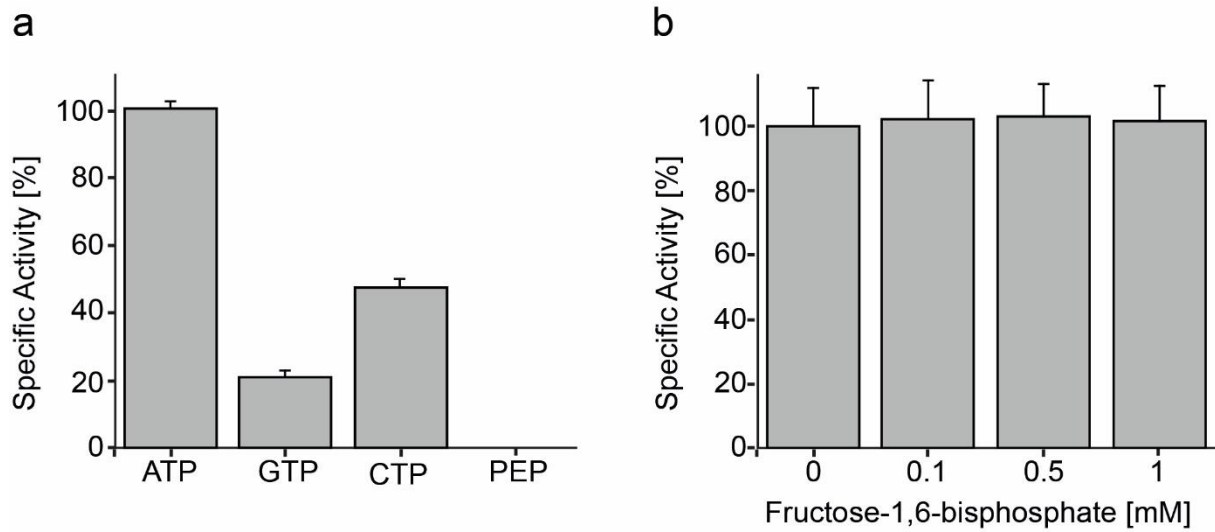 a
Specific Activity [%]
100
80
60
40
20
0
ATP GTP CTP PEP
b
Specific Activity [%]
100
80
60
40
20
0
0 0.1 0.5 1
Fructose-1,6-bisphosphate [mM]